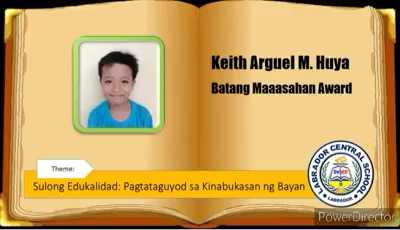 Keith Arguel M. Huya
Batang Maaasahan Award
Theme:
Sulong Edukalidad: Pagtataguyod sa Kinabukasan ng Bayan
LABRADOR CENTRAL SCHOOL
LABRADOR
PowerDirector